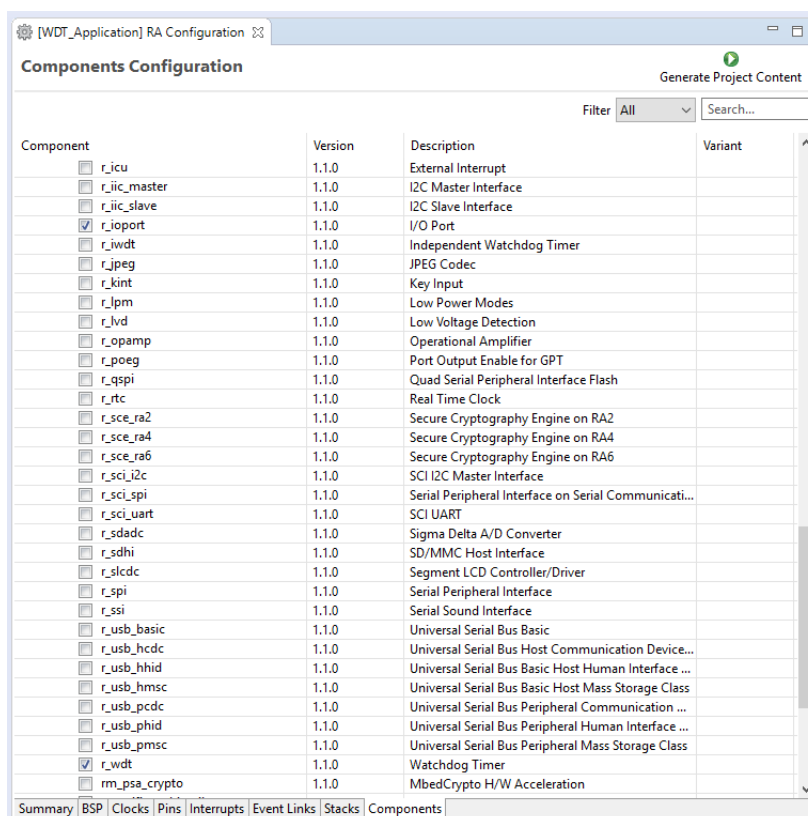 [WDT_Application] RA Configuration
Components Configuration
Generate Project Content
Filter All Search...
Component Version Description Variant
r_icu 1.1.0 External Interrupt
r_iic_master 1.1.0 I2C Master Interface
r_iic_slave 1.1.0 I2C Slave Interface
r_ioport 1.1.0 I/O Port
r_iwdt 1.1.0 Independent Watchdog Timer
r_jpeg 1.1.0 JPEG Codec
r_kint 1.1.0 Key Input
r_lpm 1.1.0 Low Power Modes
r_lvd 1.1.0 Low Voltage Detection
r_opamp 1.1.0 Operational Amplifier
r_poeg 1.1.0 Port Output Enable for GPT
r_qspi 1.1.0 Quad Serial Peripheral Interface Flash
r_rtc 1.1.0 Real Time Clock
r_sce_ra2 1.1.0 Secure Cryptography Engine on RA2
r_sce_ra4 1.1.0 Secure Cryptography Engine on RA4
r_sce_ra6 1.1.0 Secure Cryptography Engine on RA6
r_sci_i2c 1.1.0 SCI I2C Master Interface
r_sci_spi 1.1.0 Serial Peripheral Interface on Serial Communicati...
r_sci_uart 1.1.0 SCI UART
r_sdadc 1.1.0 Sigma Delta A/D Converter
r_sdhi 1.1.0 SD/MMC Host Interface
r_slcdc 1.1.0 Segment LCD Controller/Driver
r_spi 1.1.0 Serial Peripheral Interface
r_ssi 1.1.0 Serial Sound Interface
r_usb_basic 1.1.0 Universal Serial Bus Basic
r_usb_hcdc 1.1.0 Universal Serial Bus Host Communication Device...
r_usb_hhid 1.1.0 Universal Serial Bus Basic Host Human Interface ...
r_usb_hmsc 1.1.0 Universal Serial Bus Basic Host Mass Storage Class
r_usb_pcdc 1.1.0 Universal Serial Bus Peripheral Communication ...
r_usb_phid 1.1.0 Universal Serial Bus Peripheral Human Interface ...
r_usb_pmsc 1.1.0 Universal Serial Bus Peripheral Mass Storage Class
r_wdt 1.1.0 Watchdog Timer
rm_psa_crypto 1.1.0 MbedCrypto H/W Acceleration
Summary BSP Clocks Pins Interrupts Event Links Stacks Components